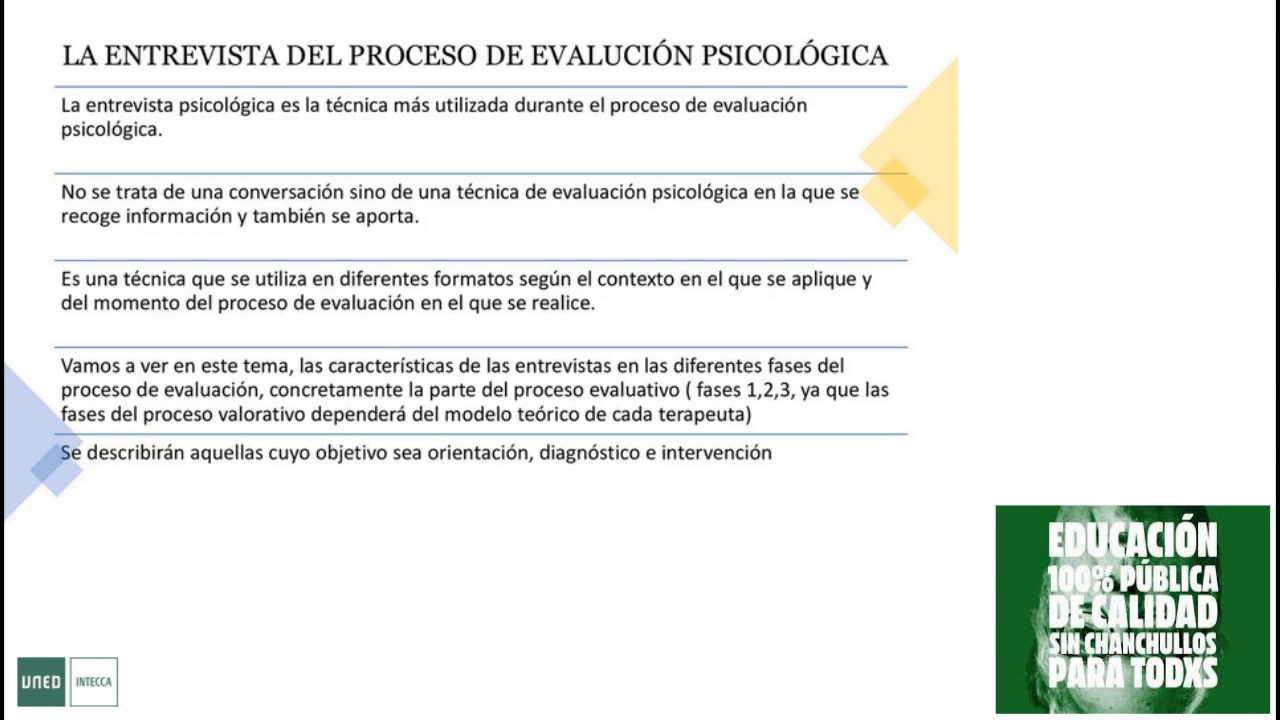 LA ENTREVISTA DEL PROCESO DE EVALUCIÓN PSICOLÓGICA
La entrevista psicológica es la técnica más utilizada durante el proceso de evaluación
psicológica.
No se trata de una conversación sino de una técnica de evaluación psicológica en la que se
recoge información y también se aporta.
Es una técnica que se utiliza en diferentes formatos según el contexto en el que se aplique y
del momento del proceso de evaluación en el que se realice.
Vamos a ver en este tema, las características de las entrevistas en las diferentes fases del
proceso de evaluación, concretamente la parte del proceso evaluativo ( fases 1,2,3, ya que las
fases del proceso valorativo dependerá del modelo teórico de cada terapeuta)
Se describirán aquellas cuyo objetivo sea orientación, diagnóstico e intervención
EDUCACIÓN
100% PÚBLICA
DE CALIDAD
SIN CHANCHULLOS
PARA TODXS
UNED INTECCA